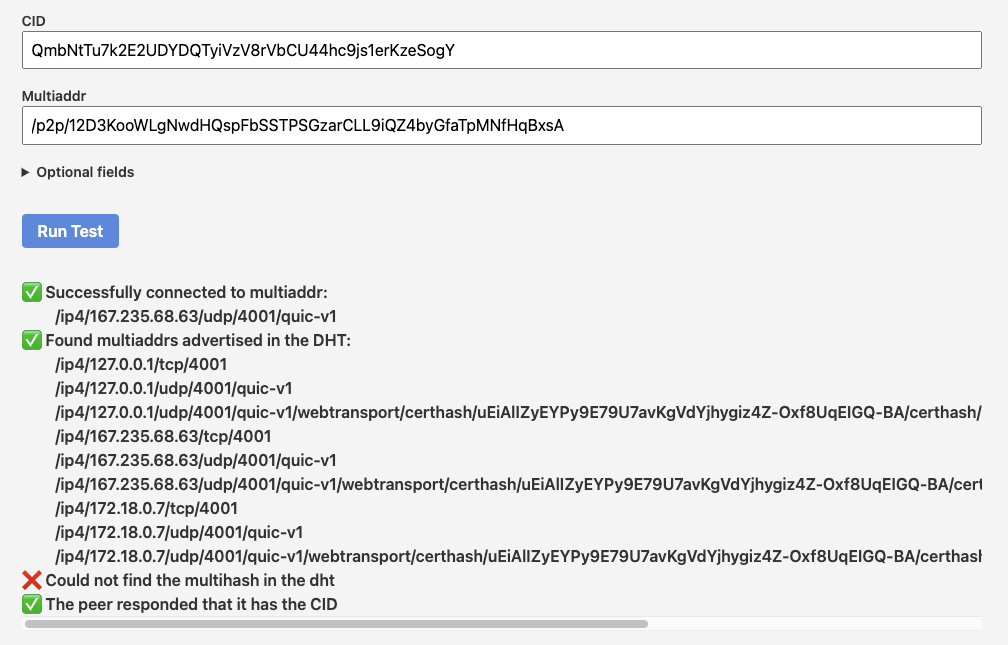 CID
QmbNtTu7k2E2UDYDQTyiVzV8rVbCU44hc9js1erKzeSogY
Multiaddr
/p2p/12D3KooWLgNwdHQspFbSSTPSGzarCLL9iQZ4byGfaTpMNfHqBxsA
Optional fields
Run Test
Successfully connected to multiaddr:
/ip4/167.235.68.63/udp/4001/quic-v1
Found multiaddrs advertised in the DHT:
/ip4/127.0.0.1/tcp/4001
/ip4/127.0.0.1/udp/4001/quic-v1
/ip4/127.0.0.1/udp/4001/quic-v1/webtransport/certhash/uEiAlIZyEYPy9E79U7avKgVdYjhygiz4Z-Oxf8UqElGQ-BA/certhash/
/ip4/167.235.68.63/tcp/4001
/ip4/167.235.68.63/udp/4001/quic-v1
/ip4/167.235.68.63/udp/4001/quic-v1/webtransport/certhash/uEiAlIZyEYPy9E79U7avKgVdYjhygiz4Z-Oxf8UqElGQ-BA/cert
/ip4/172.18.0.7/tcp/4001
/ip4/172.18.0.7/udp/4001/quic-v1
/ip4/172.18.0.7/udp/4001/quic-v1/webtransport/certhash/uEiAlIZyEYPy9E79U7avKgVdYjhygiz4Z-Oxf8UqElGQ-BA/certhash
Could not find the multihash in the dht
The peer responded that it has the CID